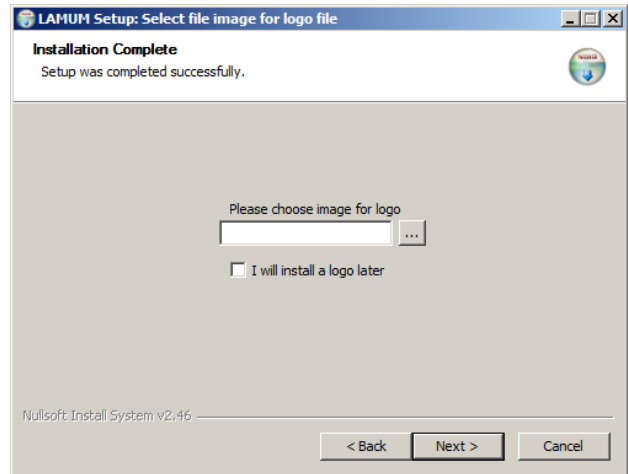 LAMUM Setup: Select file image for logo file
Installation Complete
Setup was completed successfully.
Please choose image for logo
...
I will install a logo later
Nullsoft Install System v2.46
< Back Next > Cancel